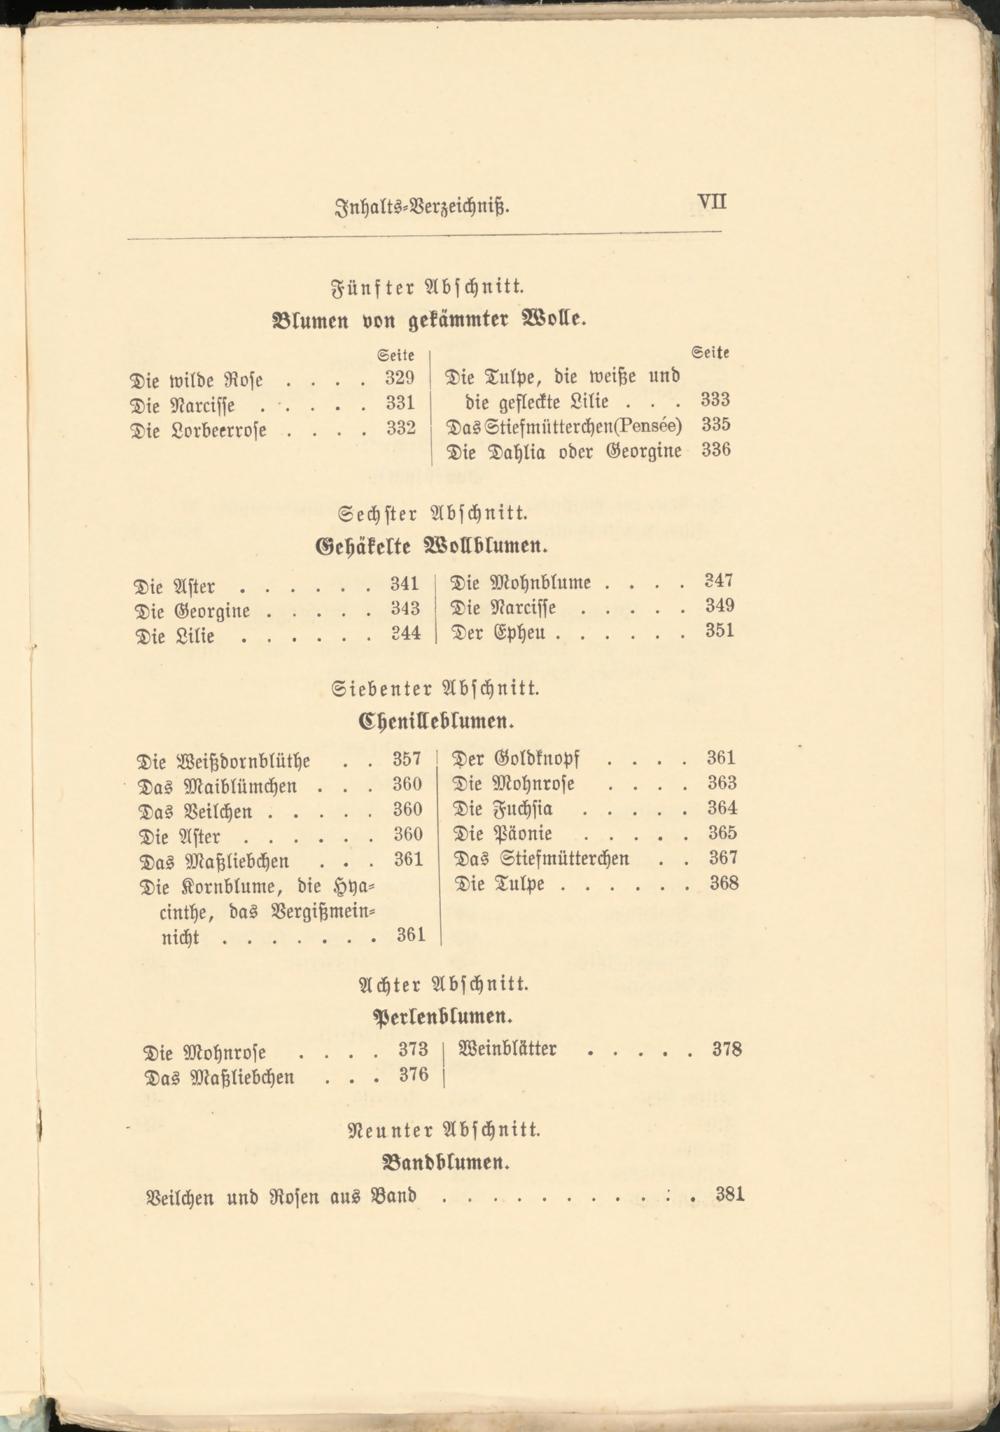 Inhalts-Verzeichniß. VII
Fünfter Abschnitt.
Blumen von gekämmter Wolle.
Seite
Die wilde Rose . . . . 329
Die Narcisse . . . . . 331
Die Lorbeerrose . . . . 332
Seite
Die Tulpe, die weiße und
die gefleckte Lilie . . . 333
Das Stiefmütterchen (Pensée) 335
Die Dahlia oder Georgine 336
Sechster Abschnitt.
Gehäkelte Wollblumen.
Die Aster . . . . . . 341
Die Georgine . . . . . 343
Die Lilie . . . . . . 344
Die Mohnblume . . . . 347
Die Narcisse . . . . . 349
Der Epheu . . . . . . 351
Siebenter Abschnitt.
Chenilleblumen.
Die Weißdornblüthe . . 357
Das Maiblümchen . . . 360
Das Veilchen . . . . . 360
Die Aster . . . . . . 360
Das Maßliebchen . . . 361
Die Kornblume, die Hya-
cinthe, das Vergißmein-
nicht . . . . . . . 361
Der Goldknopf . . . . 361
Die Mohnrose . . . . 363
Die Fuchsia . . . . . 364
Die Päonie . . . . . 365
Das Stiefmütterchen . . 367
Die Tulpe . . . . . . 368
Achter Abschnitt.
Perlenblumen.
Die Mohnrose . . . . 373
Das Maßliebchen . . . 376
Weinblätter . . . . . 378
Neunter Abschnitt.
Bandblumen.
Veilchen und Rosen aus Band . . . . . . . . . . . 381